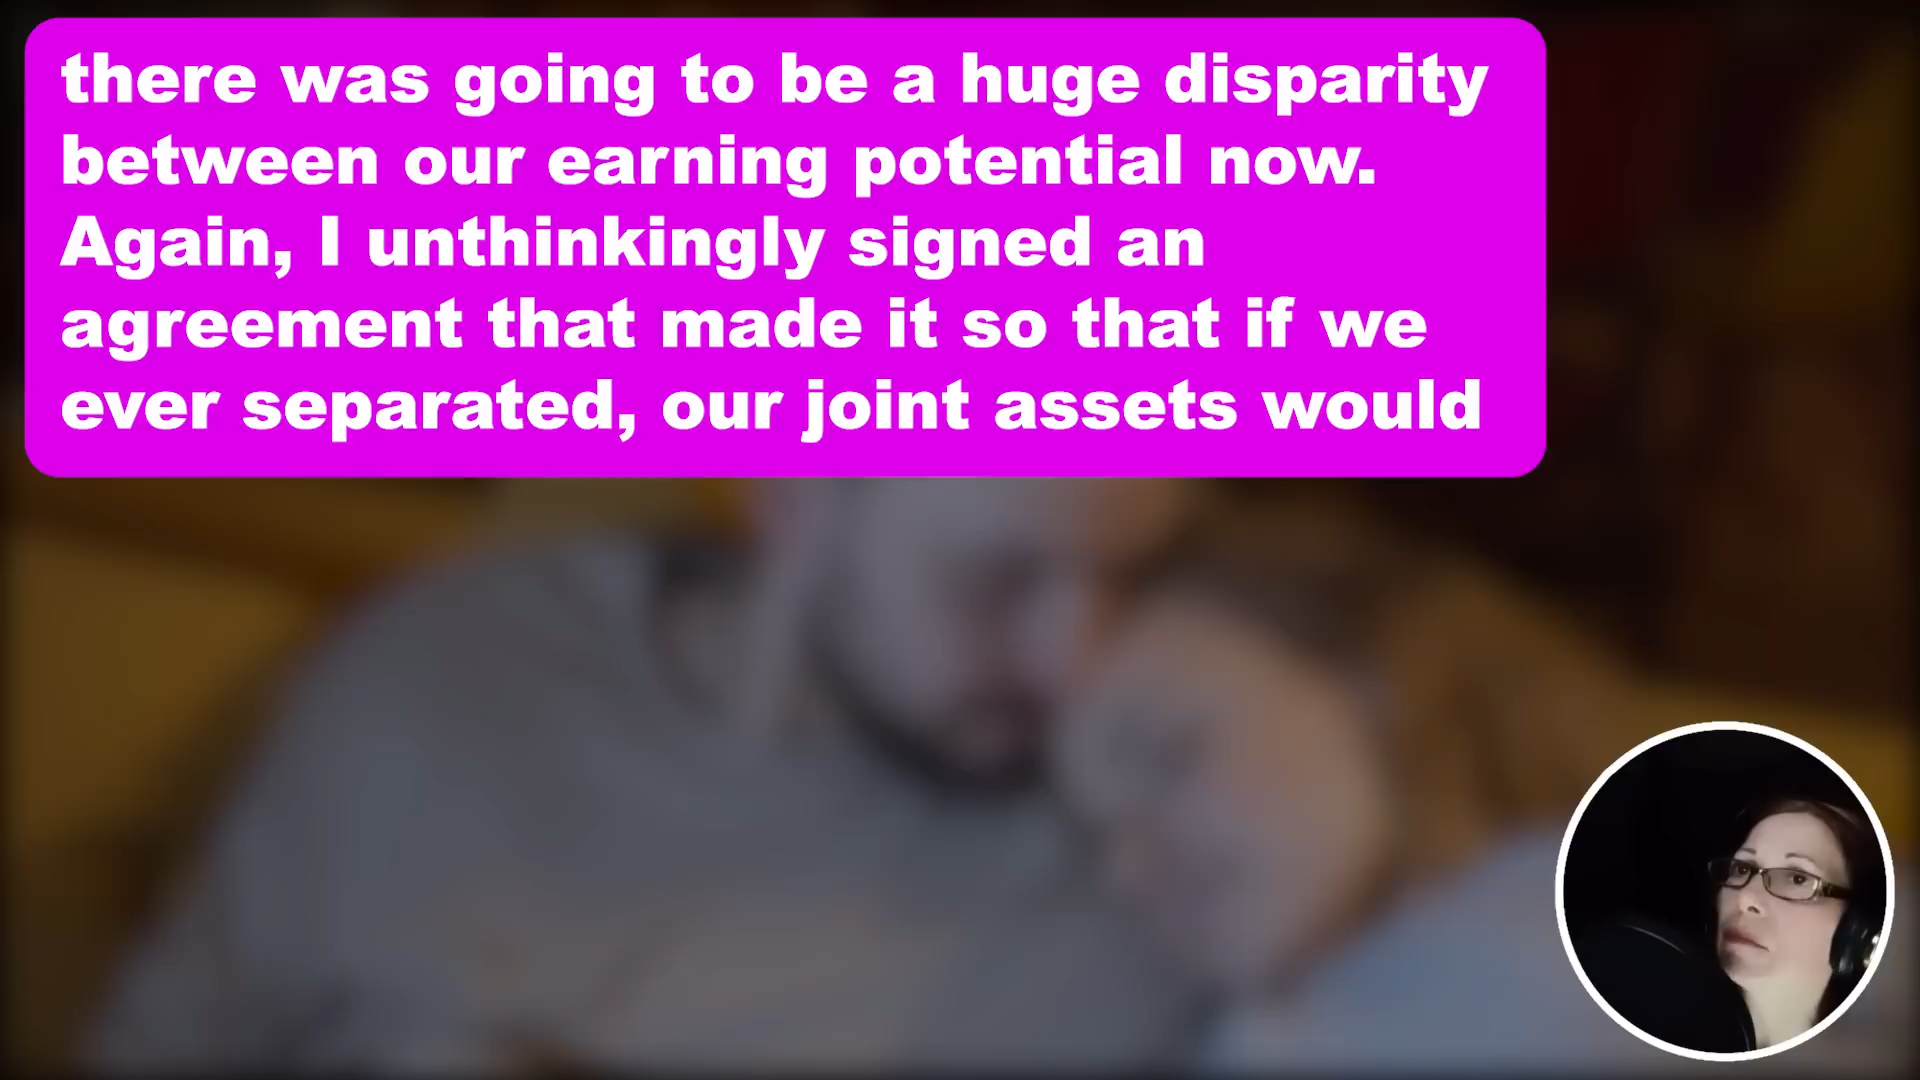 there was going to be a huge disparity
between our earning potential now.
Again, I unthinkingly signed an
agreement that made it so that if we
ever separated, our joint assets would